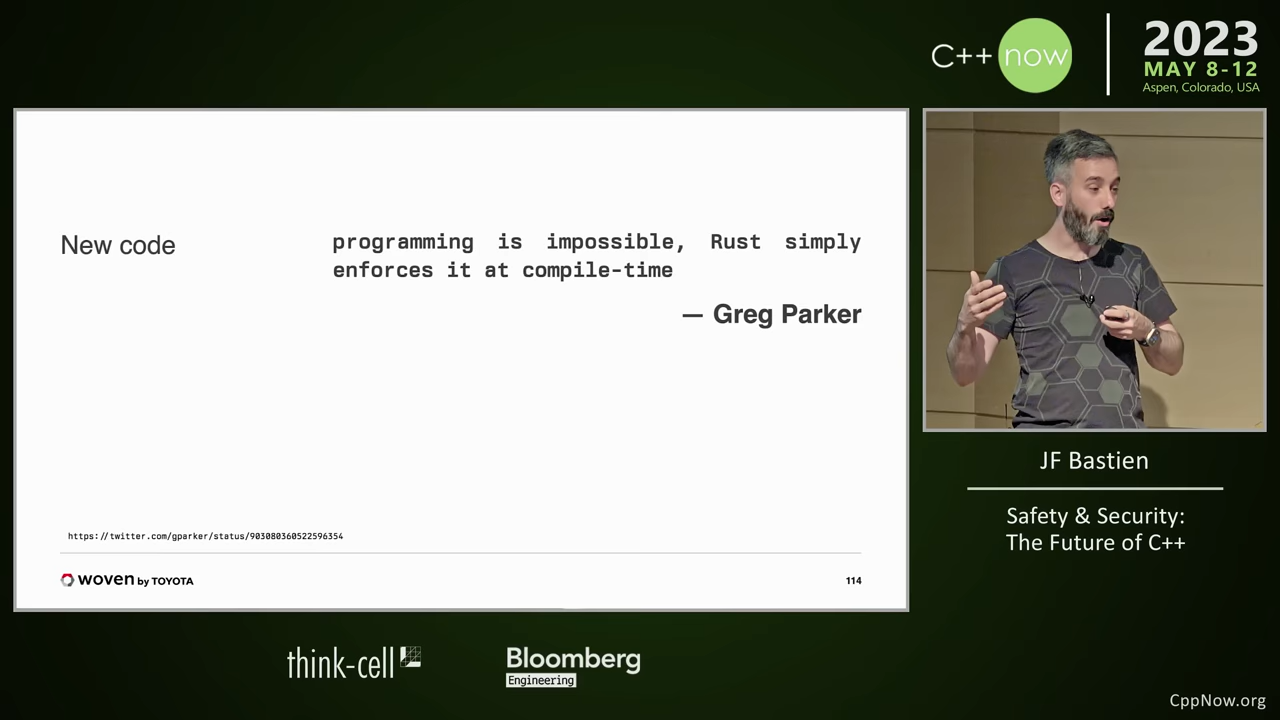 C++ now
2023
MAY 8-12
Aspen, Colorado, USA
New code
programming is impossible, Rust simply
enforces it at compile-time
— Greg Parker
https://twitter.com/gparker/status/903080360522596354
woven by TOYOTA
114
JF Bastien
Safety & Security:
The Future of C++
think-cell
Bloomberg
Engineering
CppNow.org